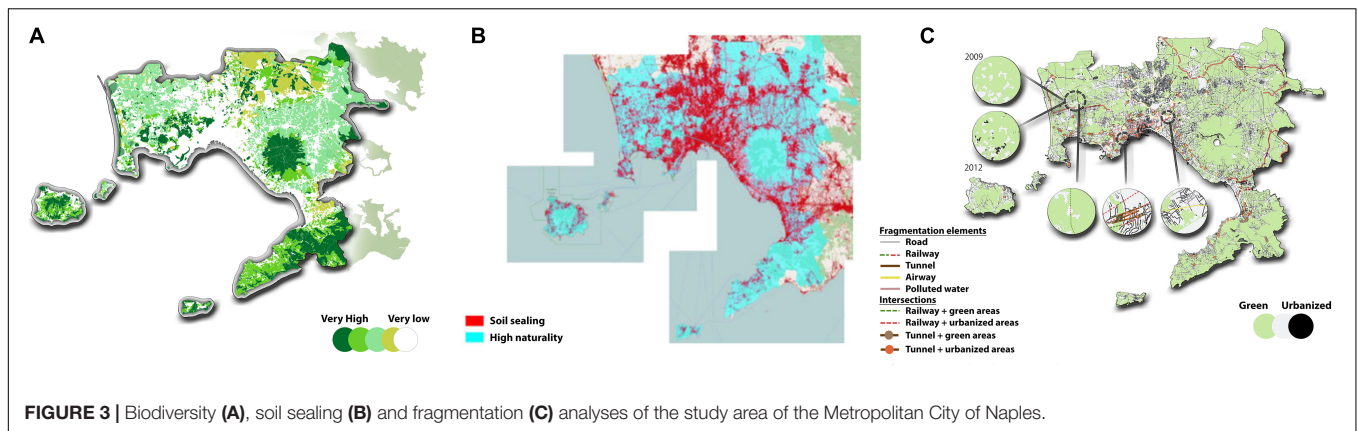 A
Very High
Very low
B
Soil sealing
High naturality
C
2009
2012
Fragmentation elements
Road
Railway
Tunnel
Airway
Polluted water
Intersections
Railway + green areas
Railway + urbanized areas
Tunnel + green areas
Tunnel + urbanized areas
Green
Urbanized
FIGURE 3 | Biodiversity (A), soil sealing (B) and fragmentation (C) analyses of the study area of the Metropolitan City of Naples.